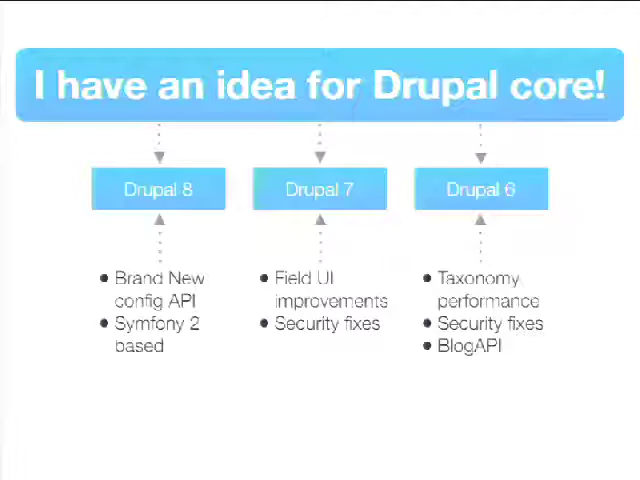 I have an idea for Drupal core!
Drupal 8
Drupal 7
Drupal 6
• Brand New
config API
• Symfony 2
based
• Field UI
improvements
• Security fixes
• Taxonomy
performance
• Security fixes
• BlogAPI